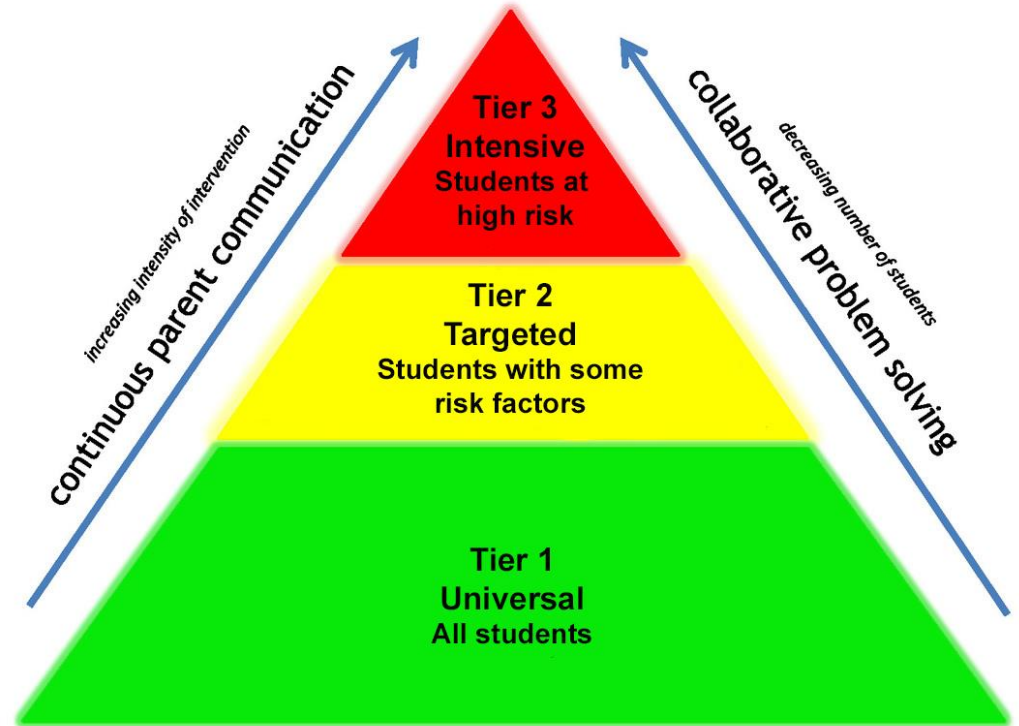 Tier 3
Intensive
Students at
high risk
Tier 2
Targeted
Students with some
risk factors
Tier 1
Universal
All students
increasing intensity of intervention
continuous parent communication
collaborative problem solving
decreasing number of students